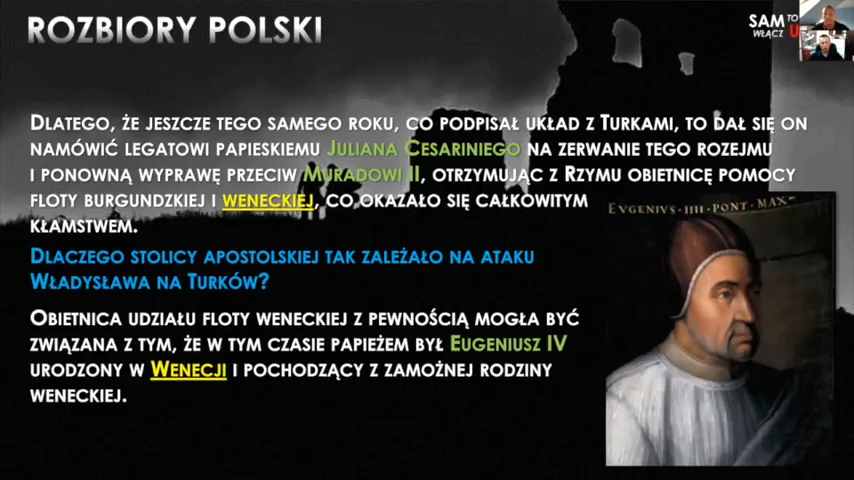 ROZBIORY POLSKI
SAM TO
WŁĄCZ U
DLATEGO, ŻE JESZCZE TEGO SAMEGO ROKU, CO PODPISAŁ UKŁAD Z TURKAMI, TO DAŁ SIĘ ON
NAMÓWIĆ LEGATOWI PAPIESKIEMU JULIANA CESARINIEGO NA ZERWANIE TEGO ROZEJMU
I PONOWNĄ WYPRAWĘ PRZECIW MURADOWI II, OTRZYMUJĄC Z RZYMU OBIETNICĘ POMOCY
FLOTY BURGUNDZKIEJ I WENECKIEJ, CO OKAZAŁO SIĘ CAŁKOWITYM
KŁAMSTWEM.
EVGENIVS · IIII · PONT · MAX
DLACZEGO STOLICY APOSTOLSKIEJ TAK ZALEŻAŁO NA ATAKU
WŁADYSŁAWA NA TURKÓW?
OBIETNICA UDZIAŁU FLOTY WENECKIEJ Z PEWNOŚCIĄ MOGŁA BYĆ
ZWIĄZANA Z TYM, ŻE W TYM CZASIE PAPIEŻEM BYŁ EUGENIUSZ IV
URODZONY W WENECJI I POCHODZĄCY Z ZAMOŻNEJ RODZINY
WENECKIEJ.